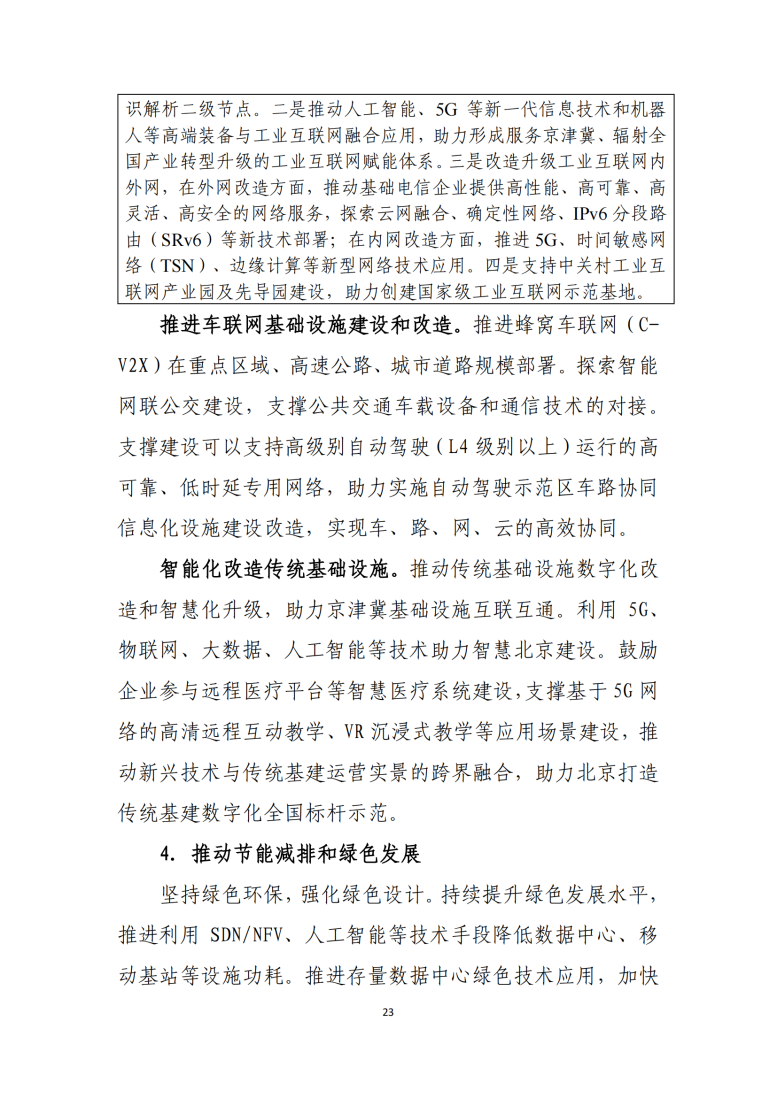 识解析二级节点。二是推动人工智能、5G 等新一代信息技术和机器
人等高端装备与工业互联网融合应用，助力形成服务京津冀、辐射全
国产业转型升级的工业互联网赋能体系。三是改造升级工业互联网内
外网，在外网改造方面，推动基础电信企业提供高性能、高可靠、高
灵活、高安全的网络服务，探索云网融合、确定性网络、IPv6 分段路
由（SRv6）等新技术部署；在内网改造方面，推进 5G、时间敏感网
络（TSN）、边缘计算等新型网络技术应用。四是支持中关村工业互
联网产业园及先导园建设，助力创建国家级工业互联网示范基地。
推进车联网基础设施建设和改造。推进蜂窝车联网（C-
V2X）在重点区域、高速公路、城市道路规模部署。探索智能
网联公交建设，支撑公共交通车载设备和通信技术的对接。
支撑建设可以支持高级别自动驾驶（L4 级别以上）运行的高
可靠、低时延专用网络，助力实施自动驾驶示范区车路协同
信息化设施建设改造，实现车、路、网、云的高效协同。
智能化改造传统基础设施。推动传统基础设施数字化改
造和智慧化升级，助力京津冀基础设施互联互通。利用 5G、
物联网、大数据、人工智能等技术助力智慧北京建设。鼓励
企业参与远程医疗平台等智慧医疗系统建设,支撑基于 5G 网
络的高清远程互动教学、VR 沉浸式教学等应用场景建设，推
动新兴技术与传统基建运营实景的跨界融合，助力北京打造
传统基建数字化全国标杆示范。
4. 推动节能减排和绿色发展
坚持绿色环保，强化绿色设计。持续提升绿色发展水平，
推进利用 SDN/NFV、人工智能等技术手段降低数据中心、移
动基站等设施功耗。推进存量数据中心绿色技术应用，加快
23